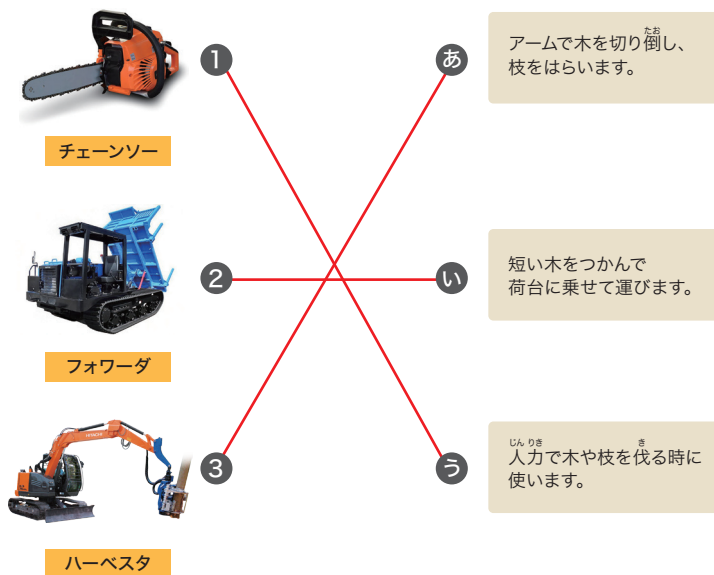 1
あ
アームで木を切り倒し、
枝をはらいます。
チェーンソー
2
い
短い木をつかんで
荷台に乗せて運びます。
フォワーダ
3
う
人力で木や枝を伐る時に
使います。
ハーベスタ
HITACHI